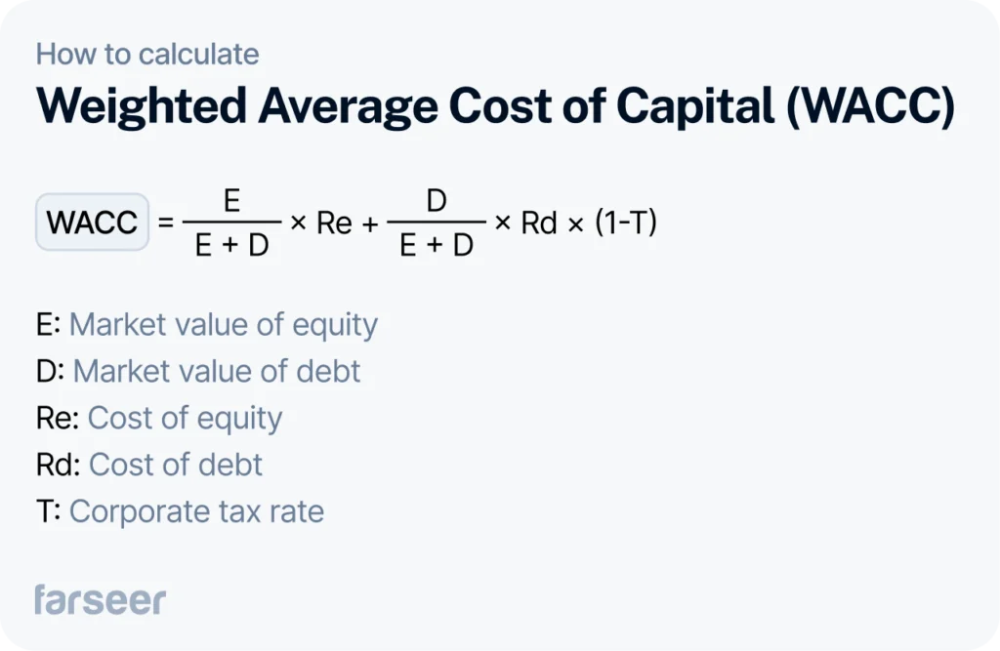 How to calculate
Weighted Average Cost of Capital (WACC)
WACC = E / E + D × Re + D / E + D × Rd × (1-T)
E: Market value of equity
D: Market value of debt
Re: Cost of equity
Rd: Cost of debt
T: Corporate tax rate
farseer